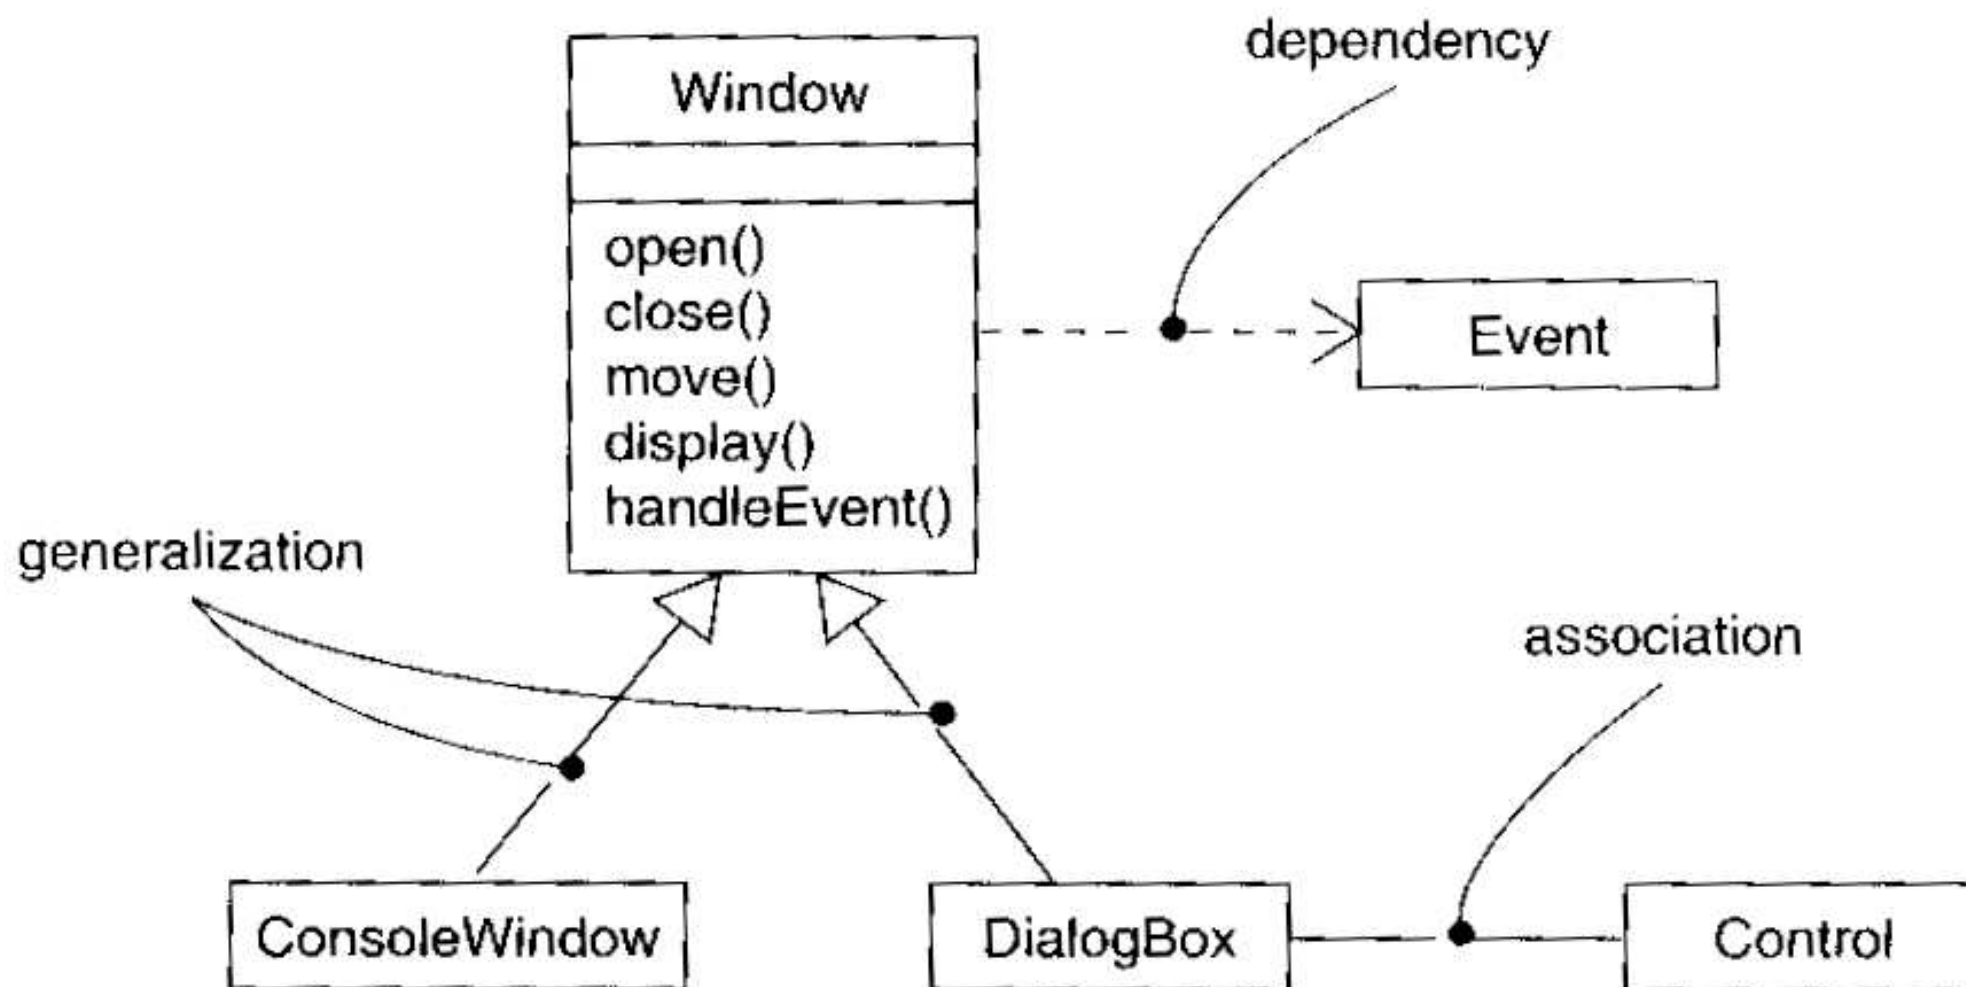 dependency
Window
open()
close()
move()
display()
handleEvent()
Event
generalization
association
ConsoleWindow
DialogBox
Control